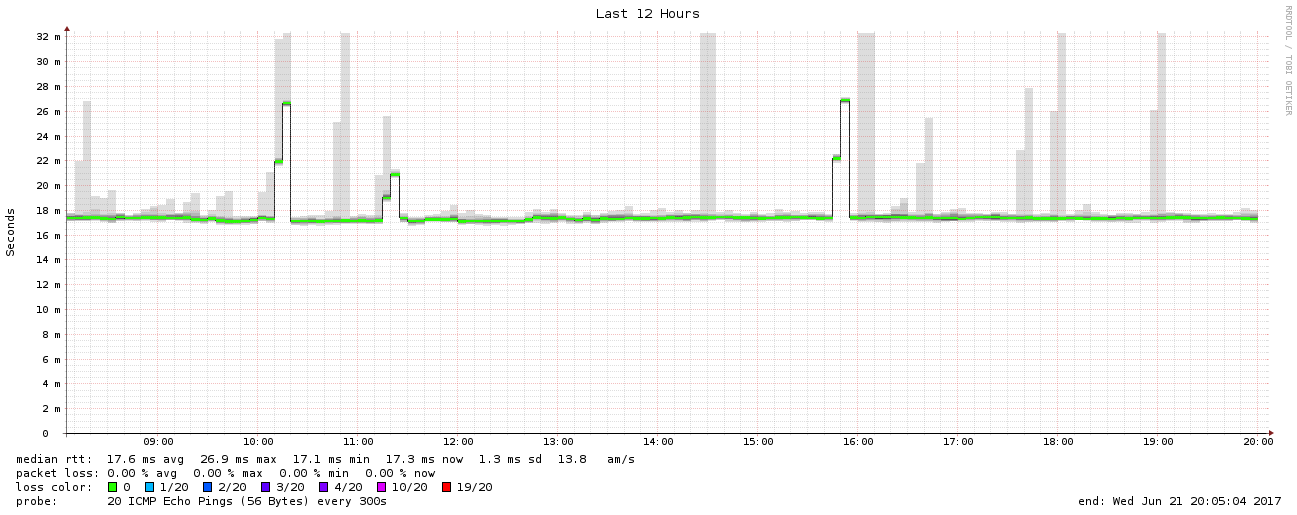 Last 12 Hours
RRDTOOL / TOBI OETIKER
Seconds
32 m
30 m
28 m
26 m
24 m
22 m
20 m
18 m
16 m
14 m
12 m
10 m
8 m
6 m
4 m
2 m
0
09:00 10:00 11:00 12:00 13:00 14:00 15:00 16:00 17:00 18:00 19:00 20:00
median rtt: 17.6 ms avg 26.9 ms max 17.1 ms min 17.3 ms now 1.3 ms sd 13.8 am/s
packet loss: 0.00 % avg 0.00 % max 0.00 % min 0.00 % now
loss color: 0 1/20 2/20 3/20 4/20 10/20 19/20
probe: 20 ICMP Echo Pings (56 Bytes) every 300s end: Wed Jun 21 20:05:04 2017